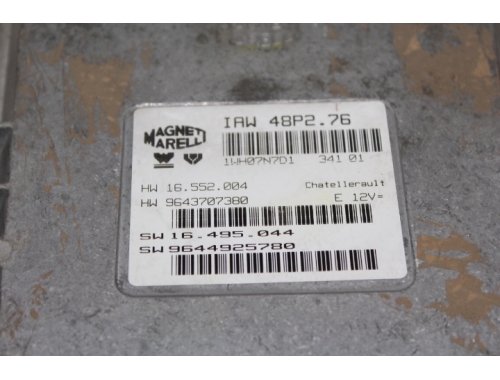 IAW 48P2.76
MAGNETI
MARELLI
1WH07N7D1 341 01
HW 16.552.004 Chatellerault
HW 9643707380 E 12V=
SW 16.495.044
SW 9644925780